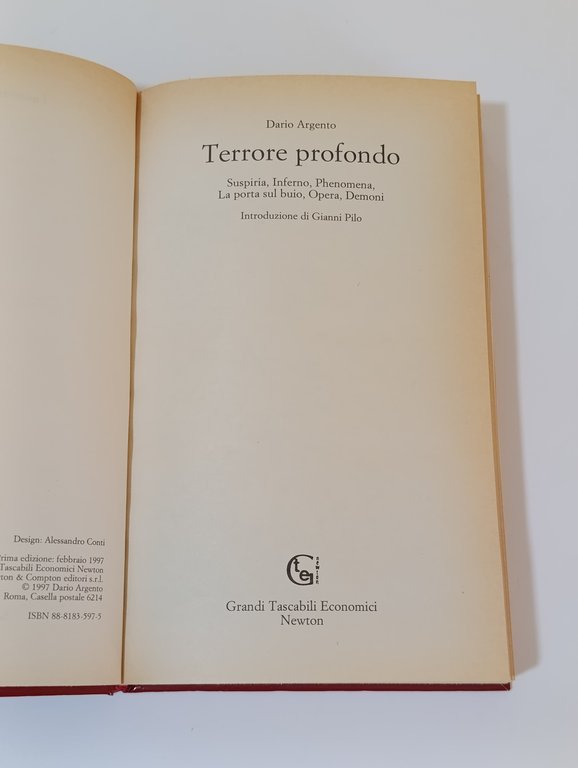 Design: Alessandro Conti
rima edizione: febbraio 1997
Tascabili Economici Newton
ton & Compton editori s.r.l.
© 1997 Dario Argento
Roma, Casella postale 6214
ISBN 88-8183-597-5
Dario Argento
Terrore profondo
Suspiria, Inferno, Phenomena,
La porta sul buio, Opera, Demoni
Introduzione di Gianni Pilo
gte
newton
Grandi Tascabili Economici
Newton